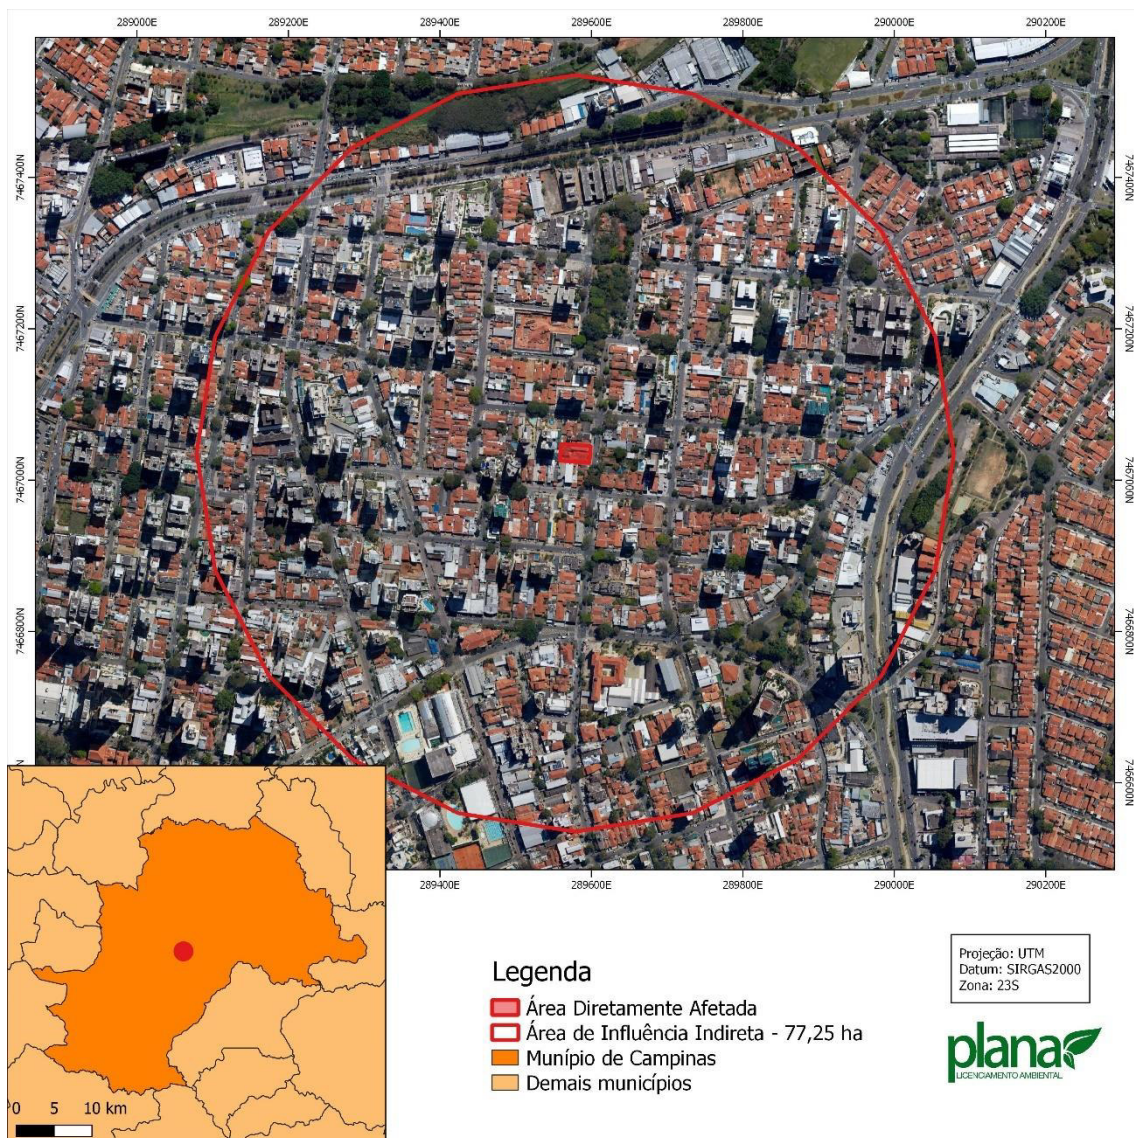 289000E 289200E 289400E 289600E 289800E 290000E 290200E
7467400N
7467400N
7467200N
7467200N
7467000N
7467000N
7466800N
7466800N
N
7466600N
289400E 289600E 289800E 290000E 290200E
Legenda
Área Diretamente Afetada
Área de Influência Indireta - 77,25 ha
Munípio de Campinas
Demais municípios
0 5 10 km
Projeção: UTM
Datum: SIRGAS2000
Zona: 23S
plana
LICENCIAMENTO AMBIENTAL